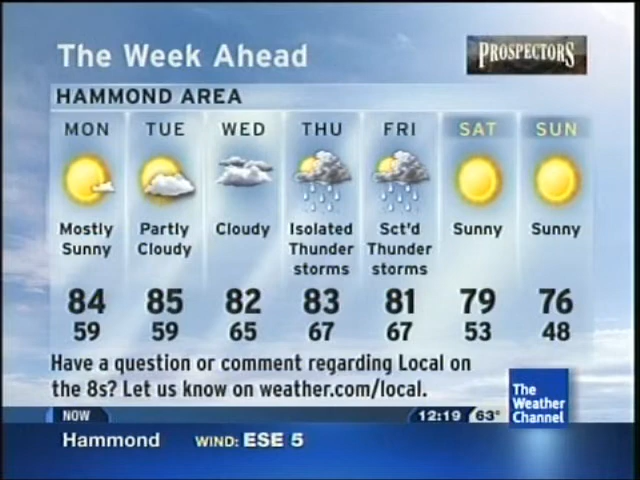 The Week Ahead
PROSPECTORS
HAMMOND AREA
MON TUE WED THU FRI SAT SUN
Mostly Sunny
Partly Cloudy
Cloudy
Isolated Thunder storms
Sct'd Thunder storms
Sunny
Sunny
84 85 82 83 81 79 76
59 59 65 67 67 53 48
Have a question or comment regarding Local on
the 8s? Let us know on weather.com/local.
The
Weather
Channel
NOW 12:19 63°
Hammond WIND: ESE 5